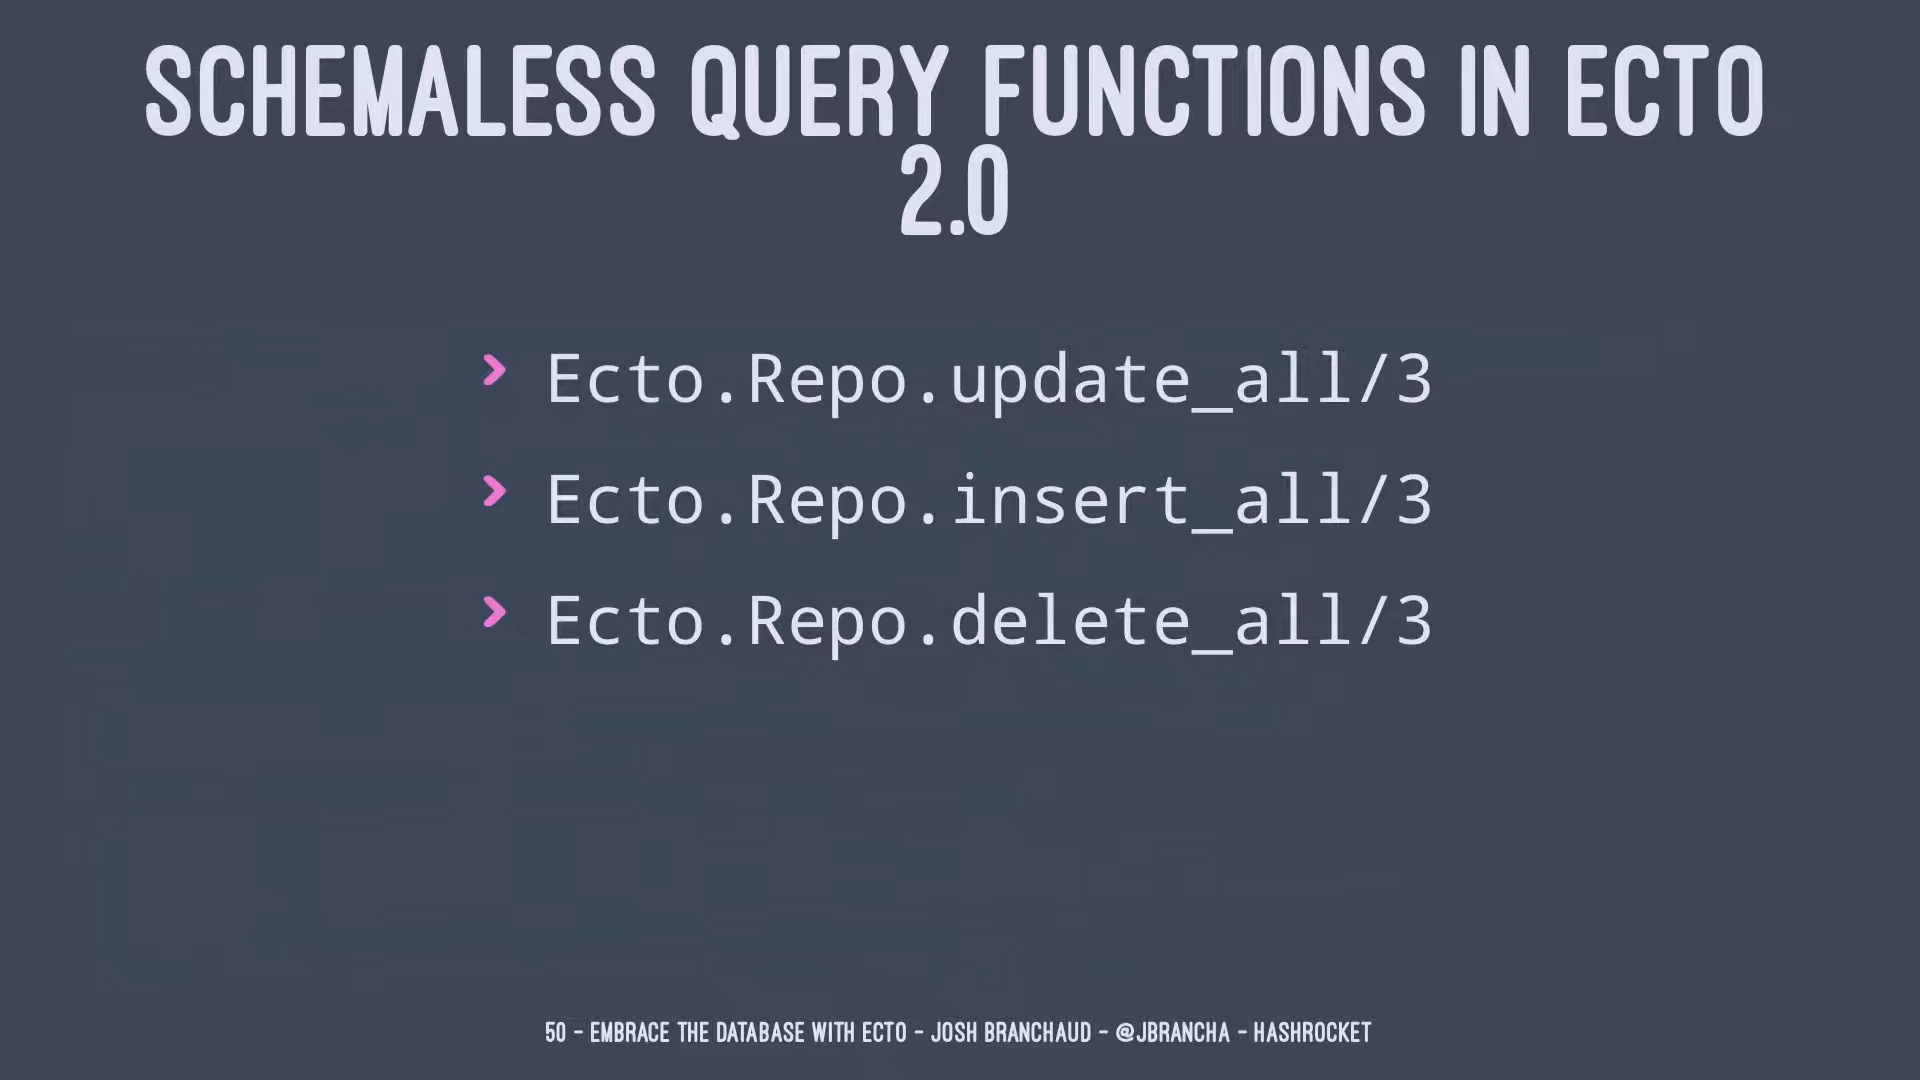 SCHEMALESS QUERY FUNCTIONS IN ECTO
2.0
› Ecto.Repo.update_all/3
› Ecto.Repo.insert_all/3
› Ecto.Repo.delete_all/3
50 - EMBRACE THE DATABASE WITH ECTO - JOSH BRANCHAUD - @JBRANCHA - HASHROCKET